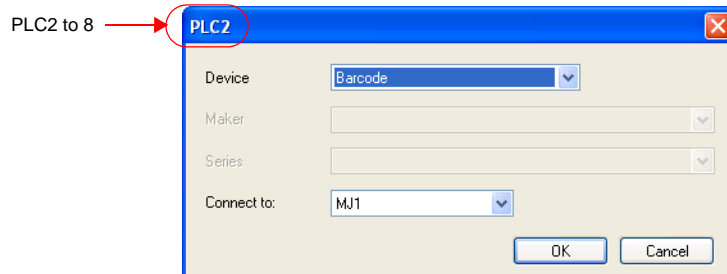 PLC2 to 8
PLC2
Device Barcode
Maker
Series
Connect to: MJ1
OK Cancel